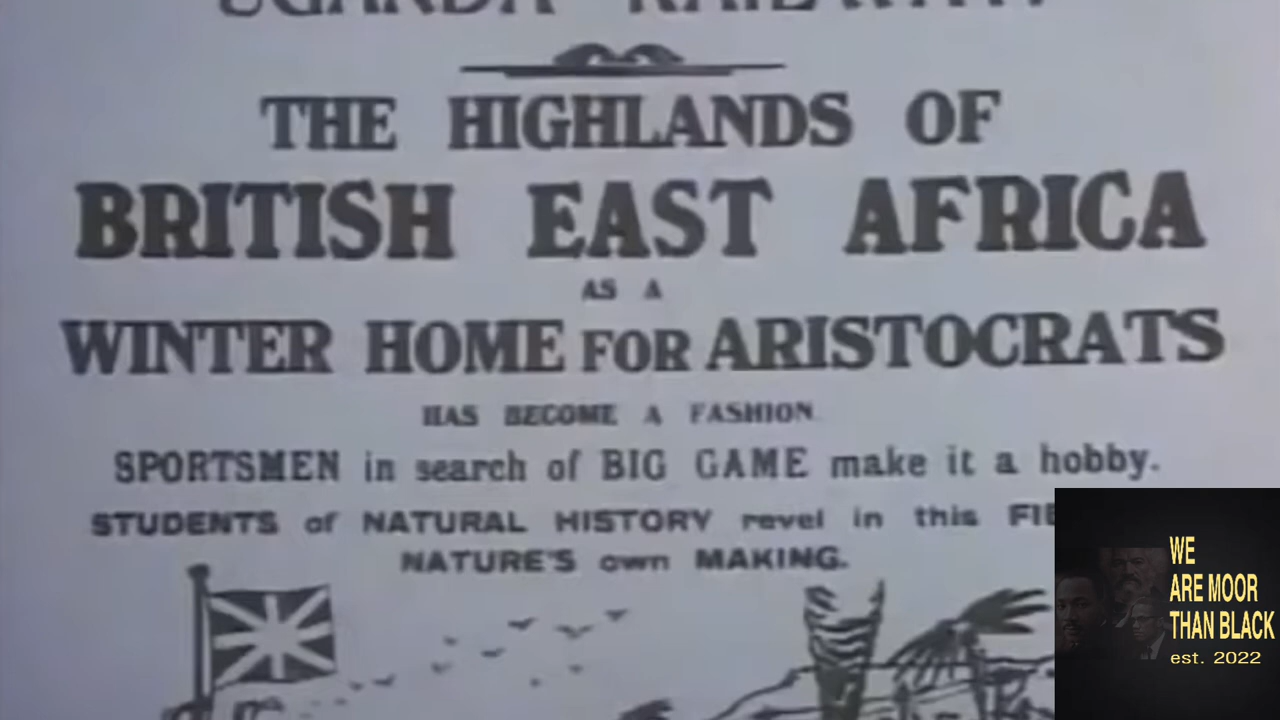 UGANDA RAILWAY.
THE HIGHLANDS OF
BRITISH EAST AFRICA
AS A
WINTER HOME FOR ARISTOCRATS
HAS BECOME A FASHION.
SPORTSMEN in search of BIG GAME make it a hobby.
STUDENTS of NATURAL HISTORY revel in this
NATURE'S own MAKING.
WE
ARE MOOR
THAN BLACK
est. 2022